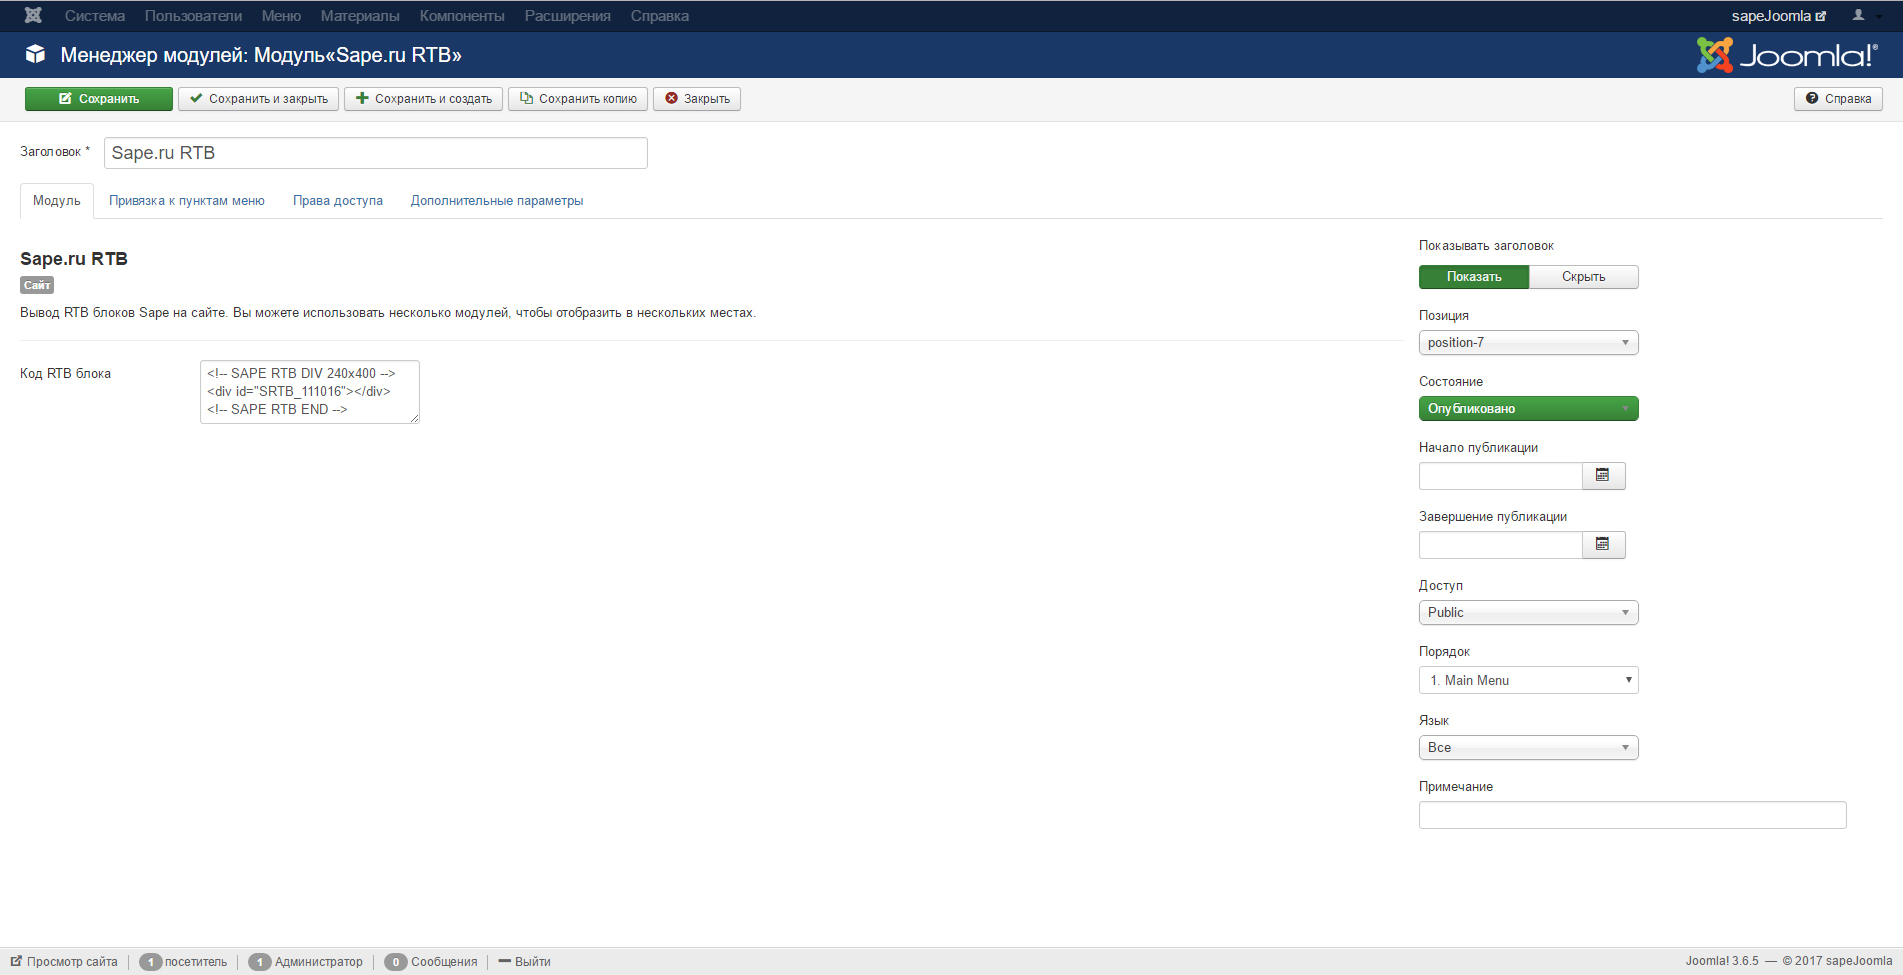 Система Пользователи Меню Материалы Компоненты Расширения Справка sapeJoomla
Менеджер модулей: Модуль«Sape.ru RTB» Joomla!®
Сохранить Сохранить и закрыть Сохранить и создать Сохранить копию Закрыть Справка
Заголовок * Sape.ru RTB
Модуль Привязка к пунктам меню Права доступа Дополнительные параметры
Sape.ru RTB
Сайт
Вывод RTB блоков Sape на сайте. Вы можете использовать несколько модулей, чтобы отобразить в нескольких местах.
Код RTB блока
<!-- SAPE RTB DIV 240x400 -->
<div id="SRTB_111016"></div>
<!-- SAPE RTB END -->
Показывать заголовок
Показать Скрыть
Позиция
position-7
Состояние
Опубликовано
Начало публикации
Завершение публикации
Доступ
Public
Порядок
1. Main Menu
Язык
Все
Примечание
Просмотр сайта 1 посетитель 1 Администратор 0 Сообщения Выйти Joomla! 3.6.5 — © 2017 sapeJoomla